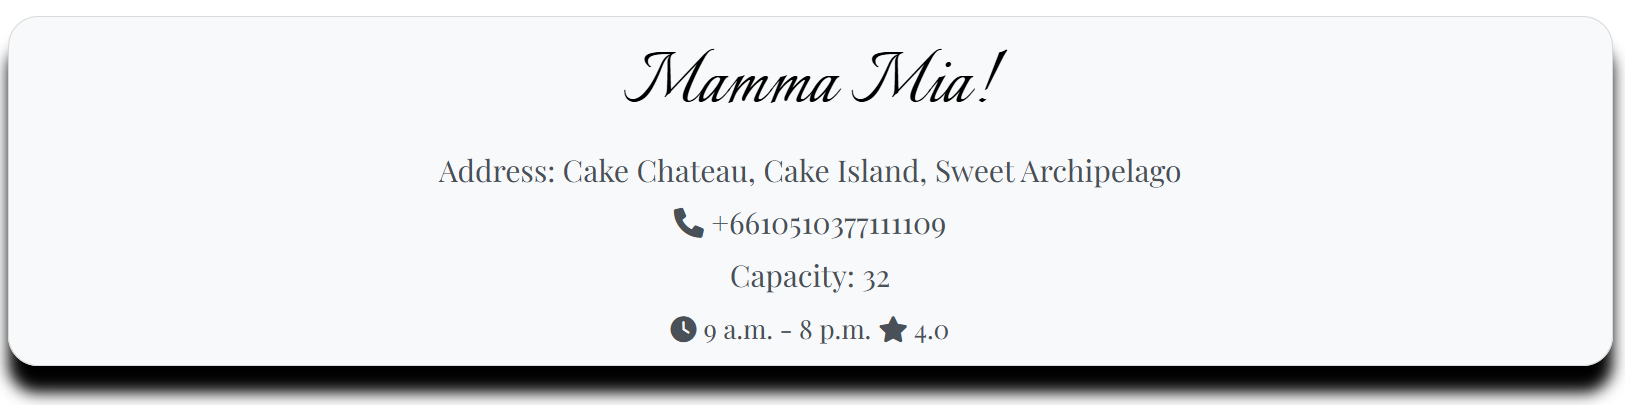 Mamma Mia!
Address: Cake Chateau, Cake Island, Sweet Archipelago
+6610510377111109
Capacity: 32
9 a.m. - 8 p.m. 4.0